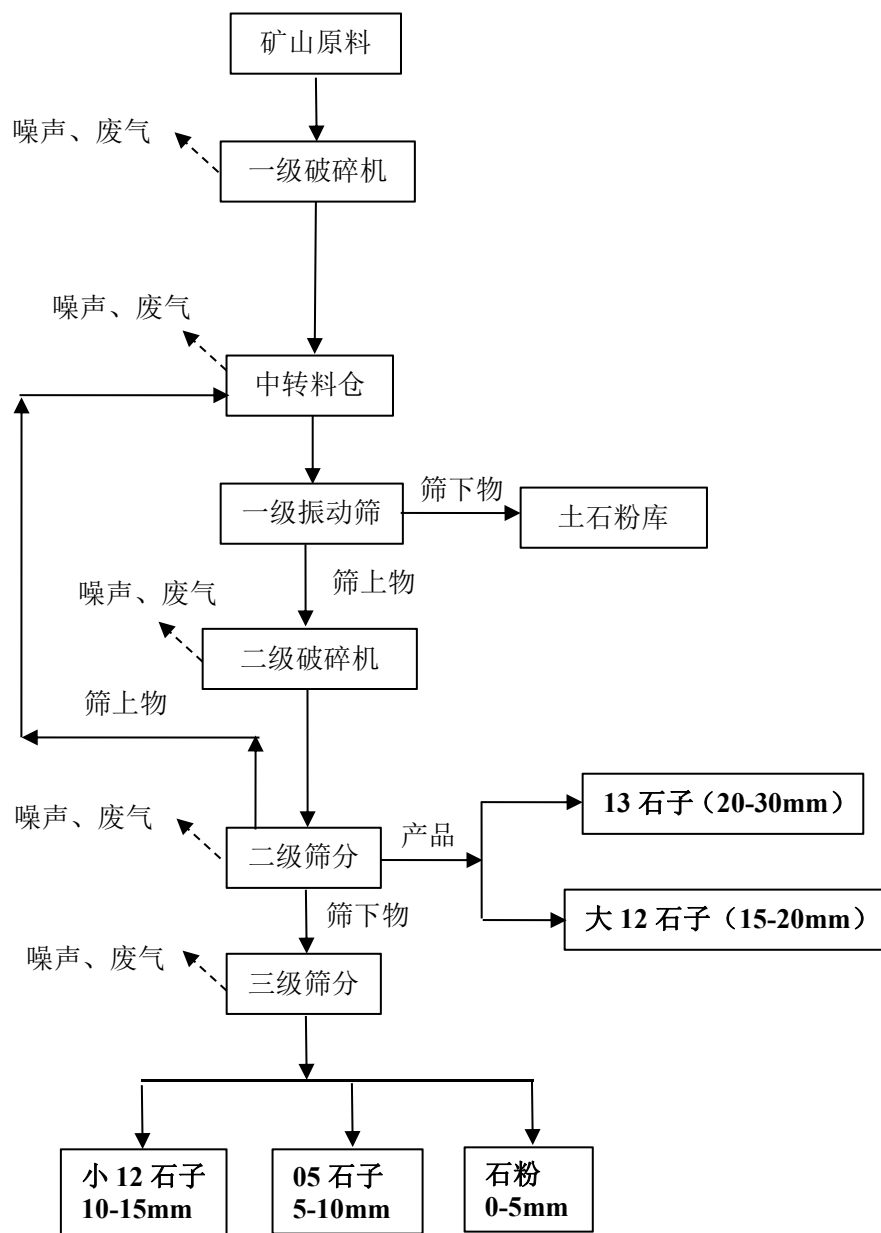 矿山原料
噪声、废气
一级破碎机
噪声、废气
中转料仓
一级振动筛
筛下物
土石粉库
筛上物
噪声、废气
二级破碎机
筛上物
噪声、废气
二级筛分
产品
13 石子（20-30mm）
大 12 石子（15-20mm）
筛下物
噪声、废气
三级筛分
小 12 石子
10-15mm
05 石子
5-10mm
石粉
0-5mm